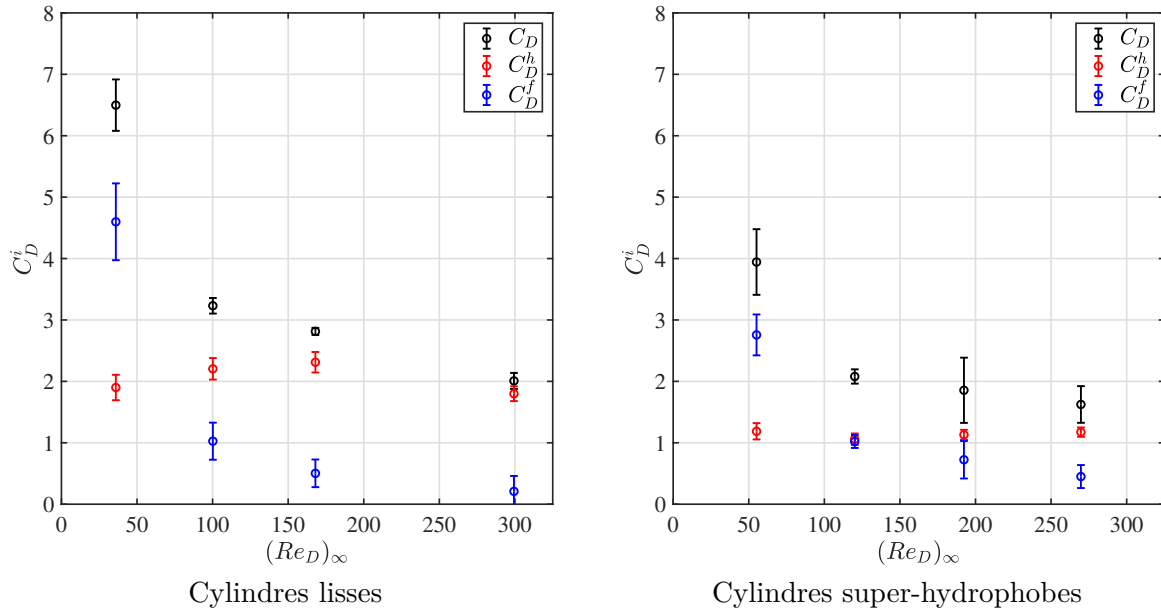 8
7
6
5
4
3
2
1
0
0 50 100 150 200 250 300
C_D^i
(Re_D)_∞
C_D
C_D^h
C_D^f
Cylindres lisses
8
7
6
5
4
3
2
1
0
0 50 100 150 200 250 300
C_D^i
(Re_D)_∞
C_D
C_D^h
C_D^f
Cylindres super-hydrophobes